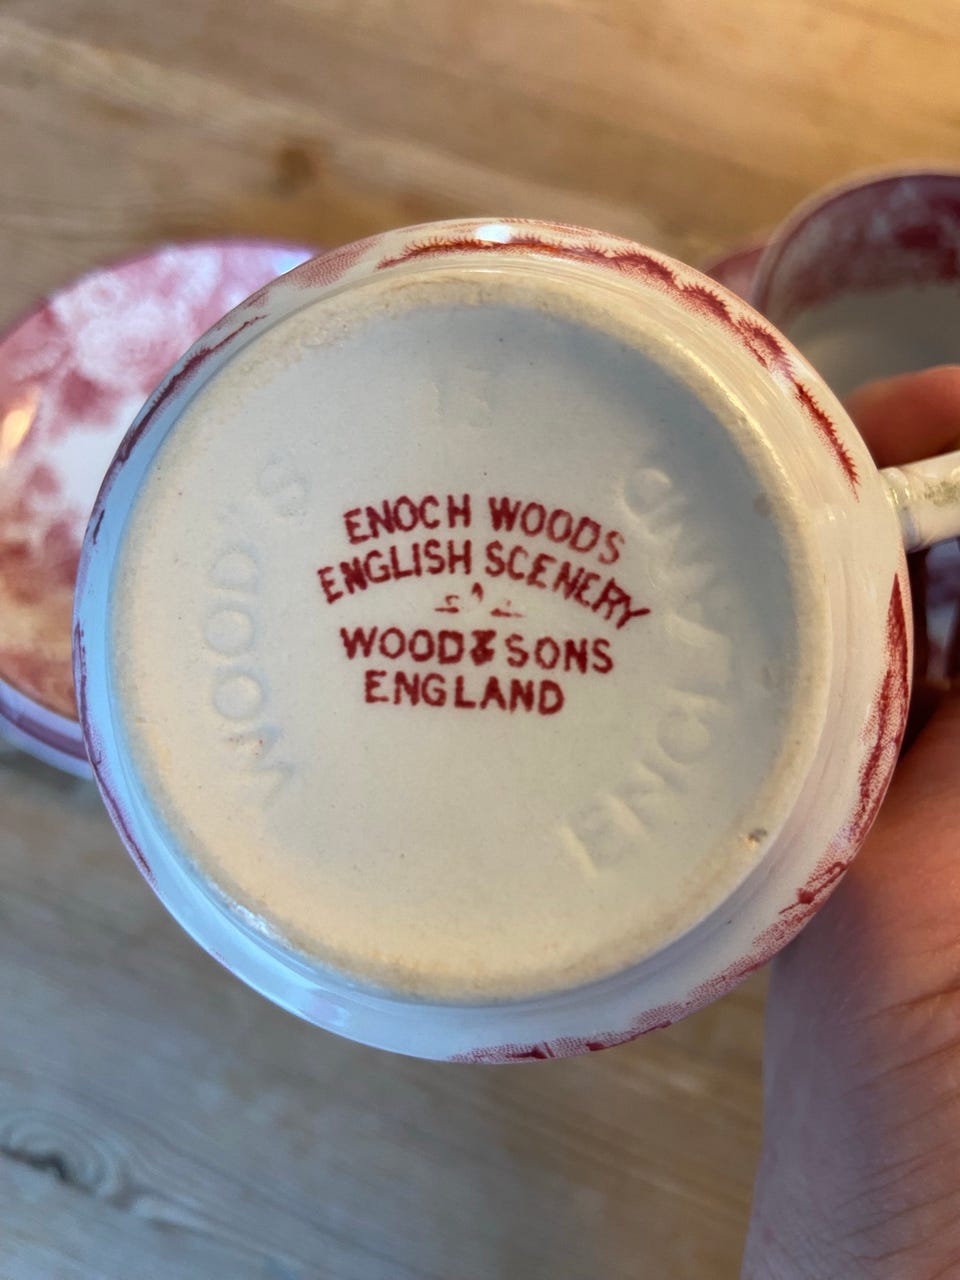 ENOCH WOODS
ENGLISH SCENERY
WOOD & SONS
ENGLAND
WOOD'S
ENGLAND